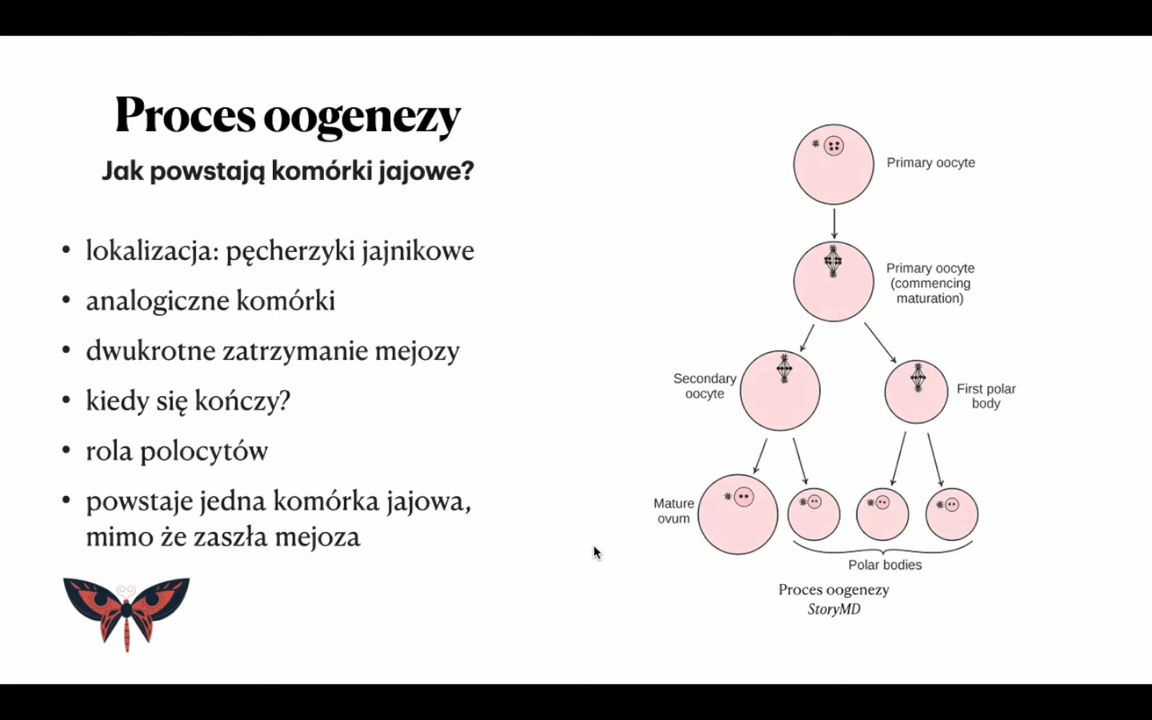 Proces oogenezy
Jak powstają komórki jajowe?
• lokalizacja: pęcherzyki jajnikowe
• analogiczne komórki
• dwukrotne zatrzymanie mejozy
• kiedy się kończy?
• rola polocytów
• powstaje jedna komórka jajowa,
mimo że zaszła mejoza
Primary oocyte
Primary oocyte
(commencing
maturation)
Secondary
oocyte
First polar
body
Mature
ovum
Polar bodies
Proces oogenezy
StoryMD